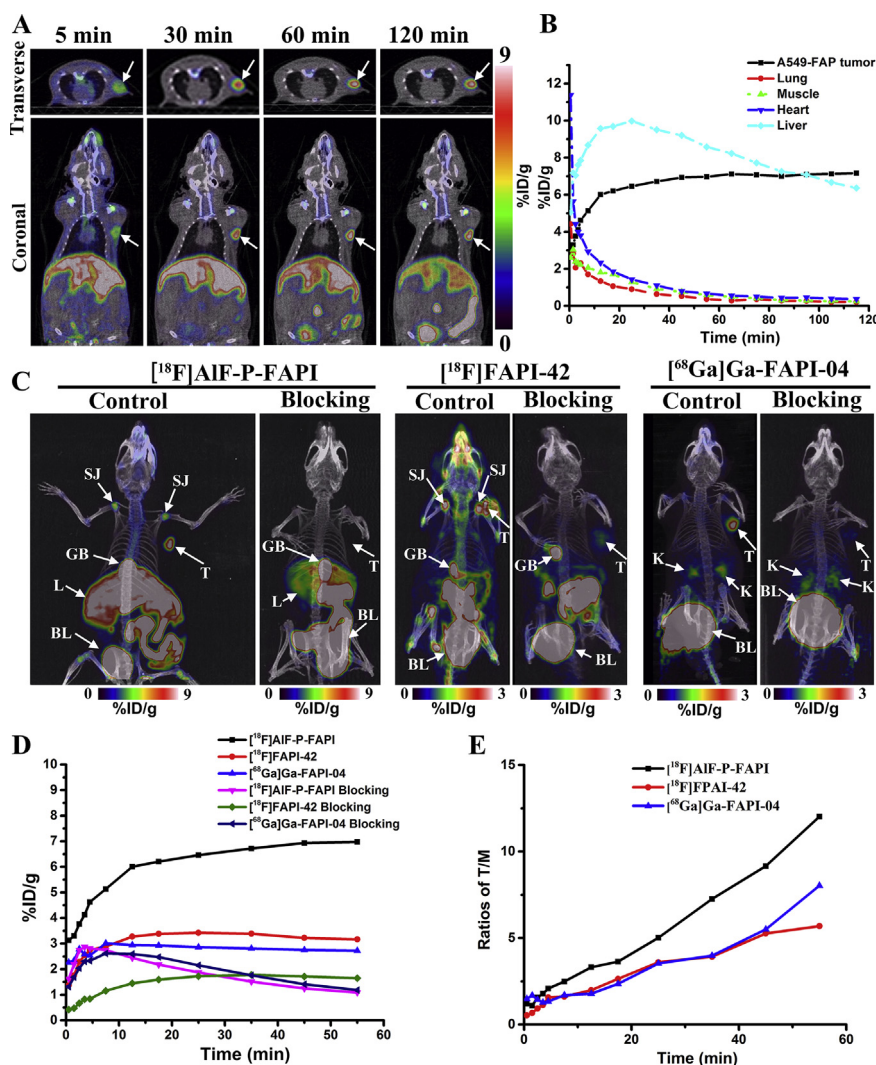 A
5 min 30 min 60 min 120 min
Transverse
Coronal
9
%ID/g
0
B
A549-FAP tumor
Lung
Muscle
Heart
Liver
12
10
8
6
4
2
0
%ID/g
0 20 40 60 80 100 120
Time (min)
C
[18F]AlF-P-FAPI [18F]FAPI-42 [68Ga]Ga-FAPI-04
Control Blocking Control Blocking Control Blocking
SJ SJ
GB
T
L
BL
GB
T
L
BL
SJ SJ
T
GB
BL
T
GB
BL
T
K K
BL
T
K K
BL
0 9 0 9 0 3 0 3 0 3 0 3
%ID/g %ID/g %ID/g %ID/g %ID/g %ID/g
D
[18F]AlF-P-FAPI
[18F]FAPI-42
[68Ga]Ga-FAPI-04
[18F]AlF-P-FAPI Blocking
[18F]FAPI-42 Blocking
[68Ga]Ga-FAPI-04 Blocking
10
9
8
7
6
5
4
3
2
1
0
%ID/g
0 10 20 30 40 50 60
Time (min)
E
[18F]AlF-P-FAPI
[18F]FPAI-42
[68Ga]Ga-FAPI-04
15
10
5
0
Ratios of T/M
0 20 40 60
Time (min)